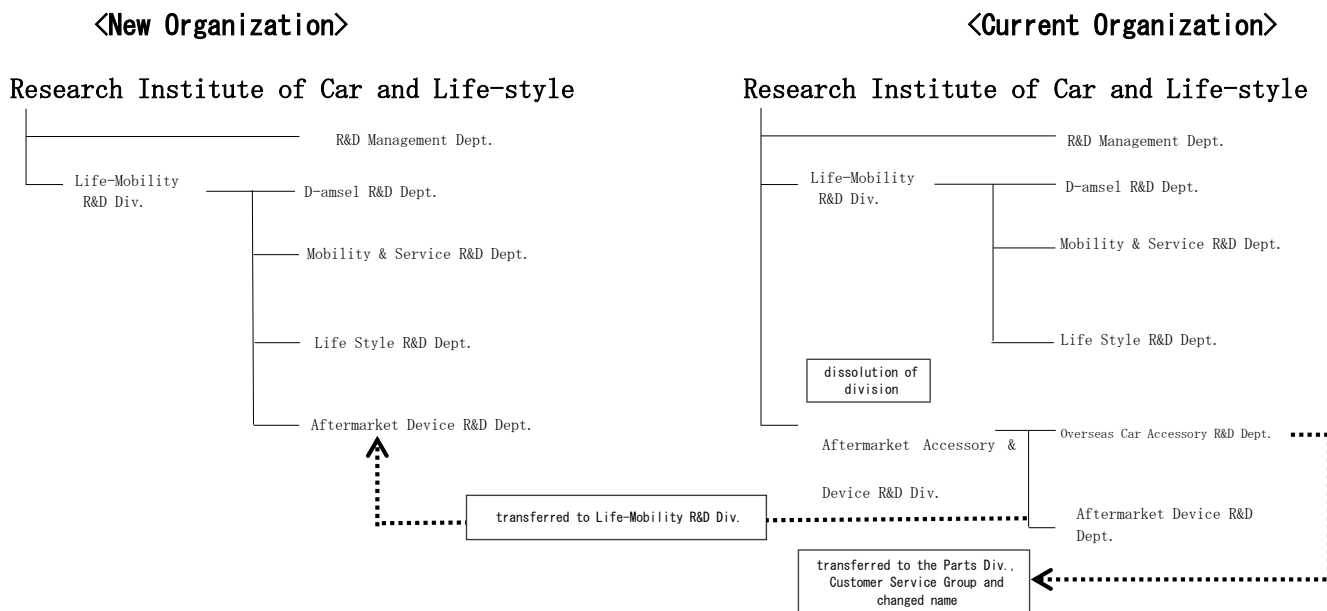 <New Organization>
Research Institute of Car and Life-style
R&D Management Dept.
Life-Mobility
R&D Div.
D-amsel R&D Dept.
Mobility & Service R&D Dept.
Life Style R&D Dept.
Aftermarket Device R&D Dept.
transferred to Life-Mobility R&D Div.
<Current Organization>
Research Institute of Car and Life-style
R&D Management Dept.
Life-Mobility
R&D Div.
D-amsel R&D Dept.
Mobility & Service R&D Dept.
Life Style R&D Dept.
dissolution of
division
Aftermarket Accessory &
Device R&D Div.
Overseas Car Accessory R&D Dept.
Aftermarket Device R&D
Dept.
transferred to the Parts Div.,
Customer Service Group and
changed name